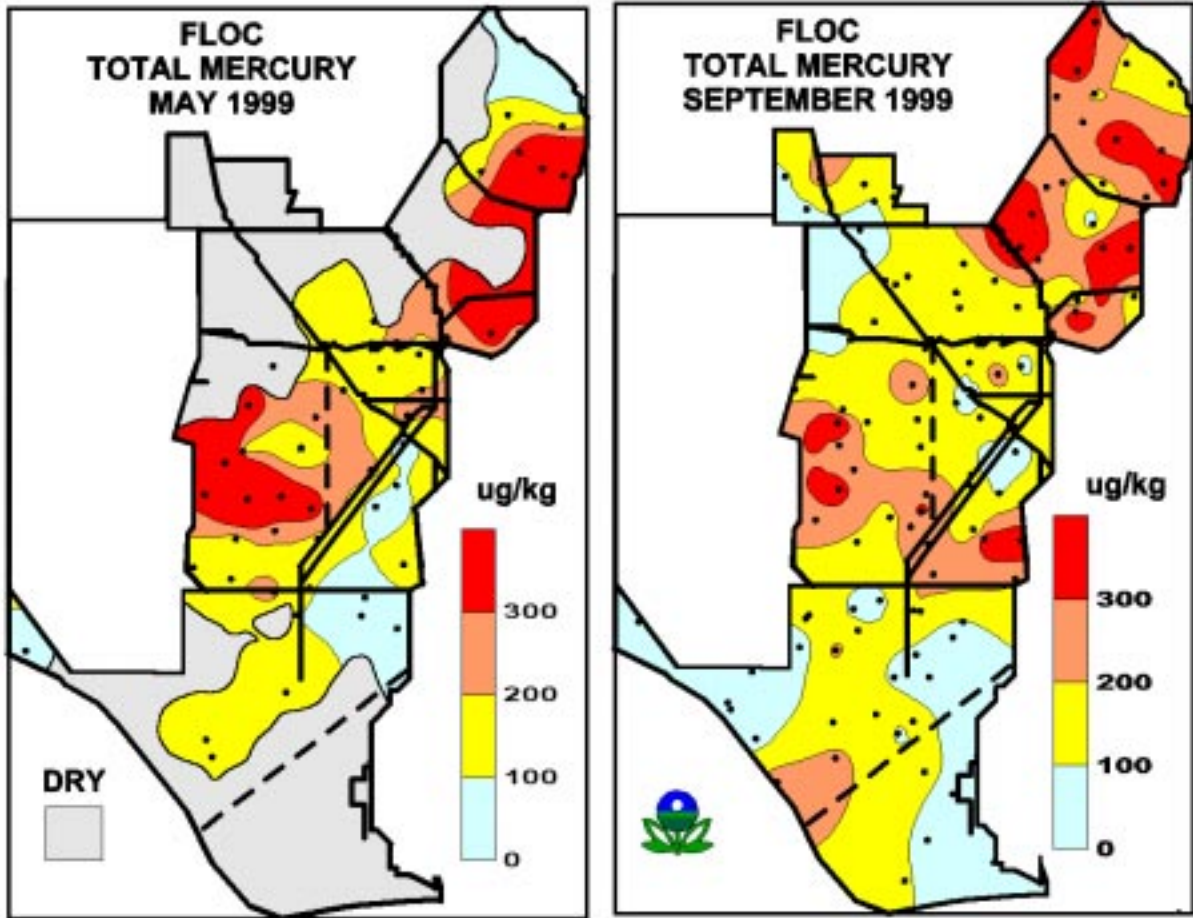 FLOC
TOTAL MERCURY
MAY 1999
ug/kg
300
200
100
0
DRY
FLOC
TOTAL MERCURY
SEPTEMBER 1999
ug/kg
300
200
100
0